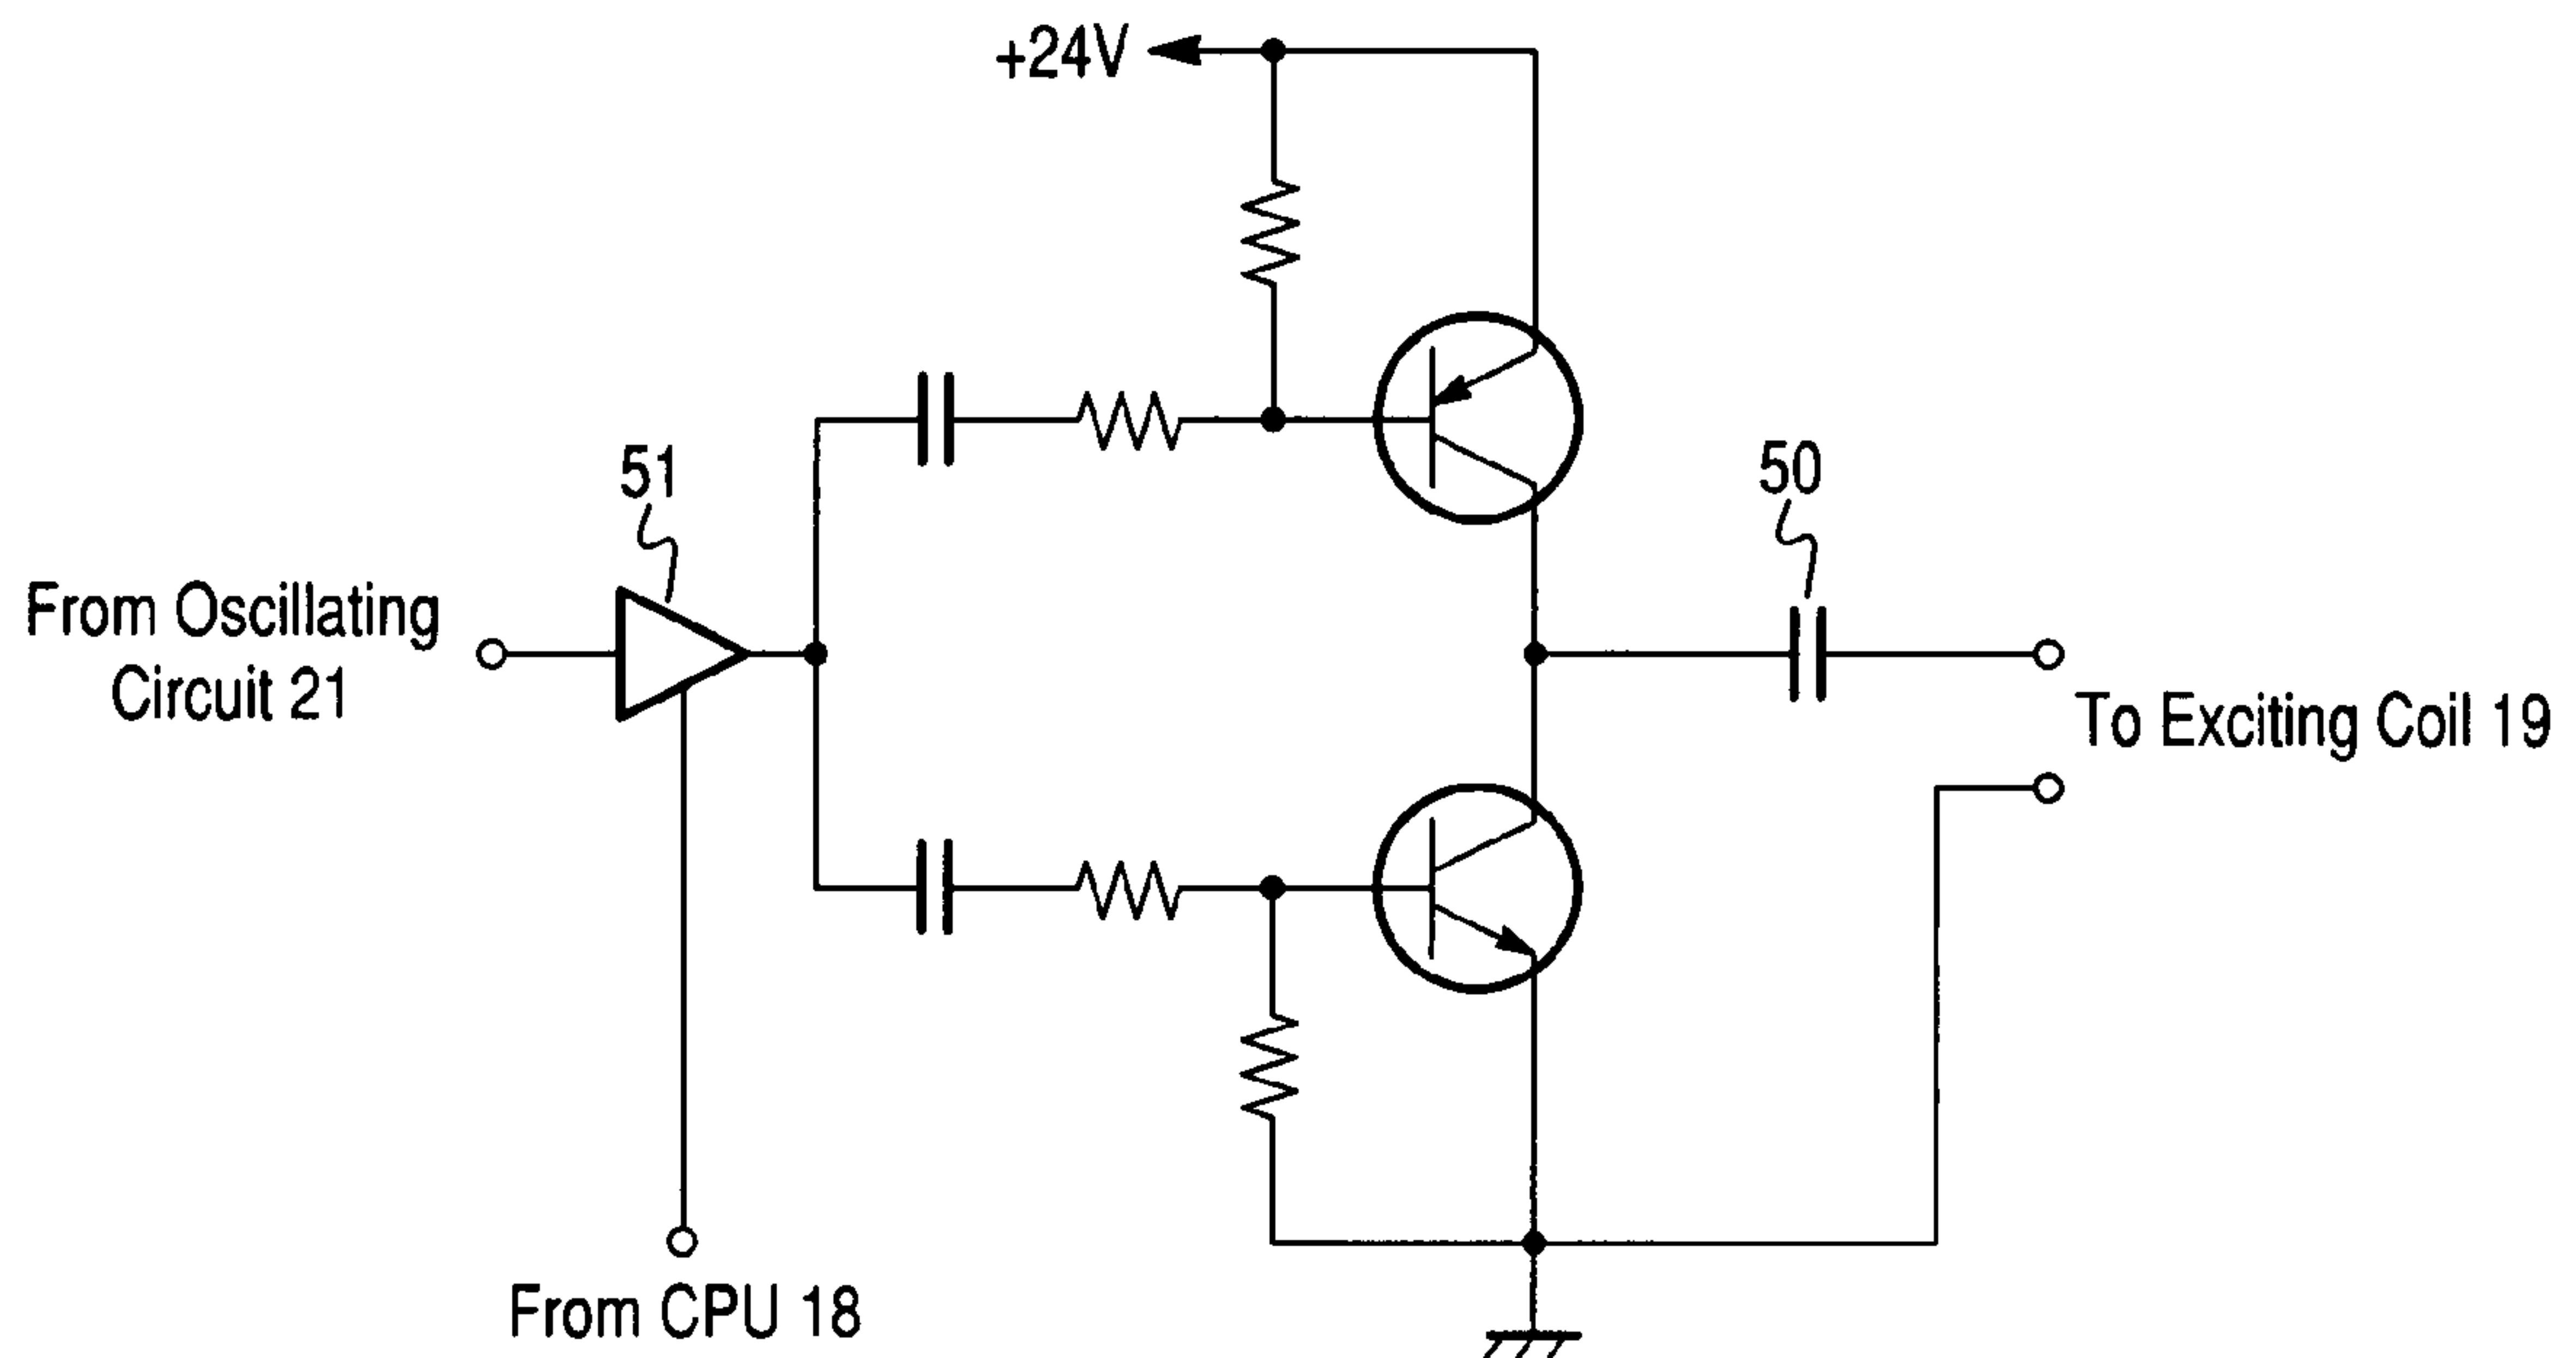 +24V
51
50
From Oscillating
Circuit 21
To Exciting Coil 19
From CPU 18